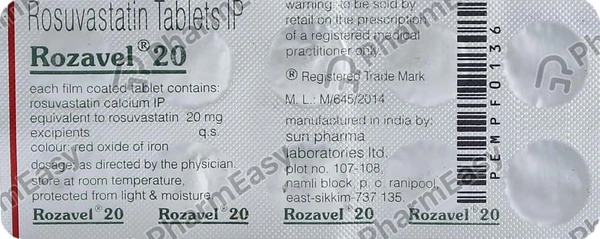 Rosuvastatin Tablets IP
Rozavel® 20
each film coated tablet contains:
rosuvastatin calcium IP
equivalent to rosuvastatin 20 mg
excipients q.s.
colour: red oxide of iron
dosage: as directed by the physician.
store at room temperature,
protected from light & moisture.
warning: to be sold by
retail on the prescription
of a registered medical
practitioner only.
® Registered Trade Mark
M. L.: M/645/2014
manufactured in india by:
sun pharma
laboratories ltd.
plot no. 107-108,
namli block, p. c. ranipool,
east-sikkim-737 135.
PEMPF0136
Rozavel® 20 Rozavel® 20 Rozavel® 20 Rozavel® 20
PharmEasy
PharmEasy
PharmEasy